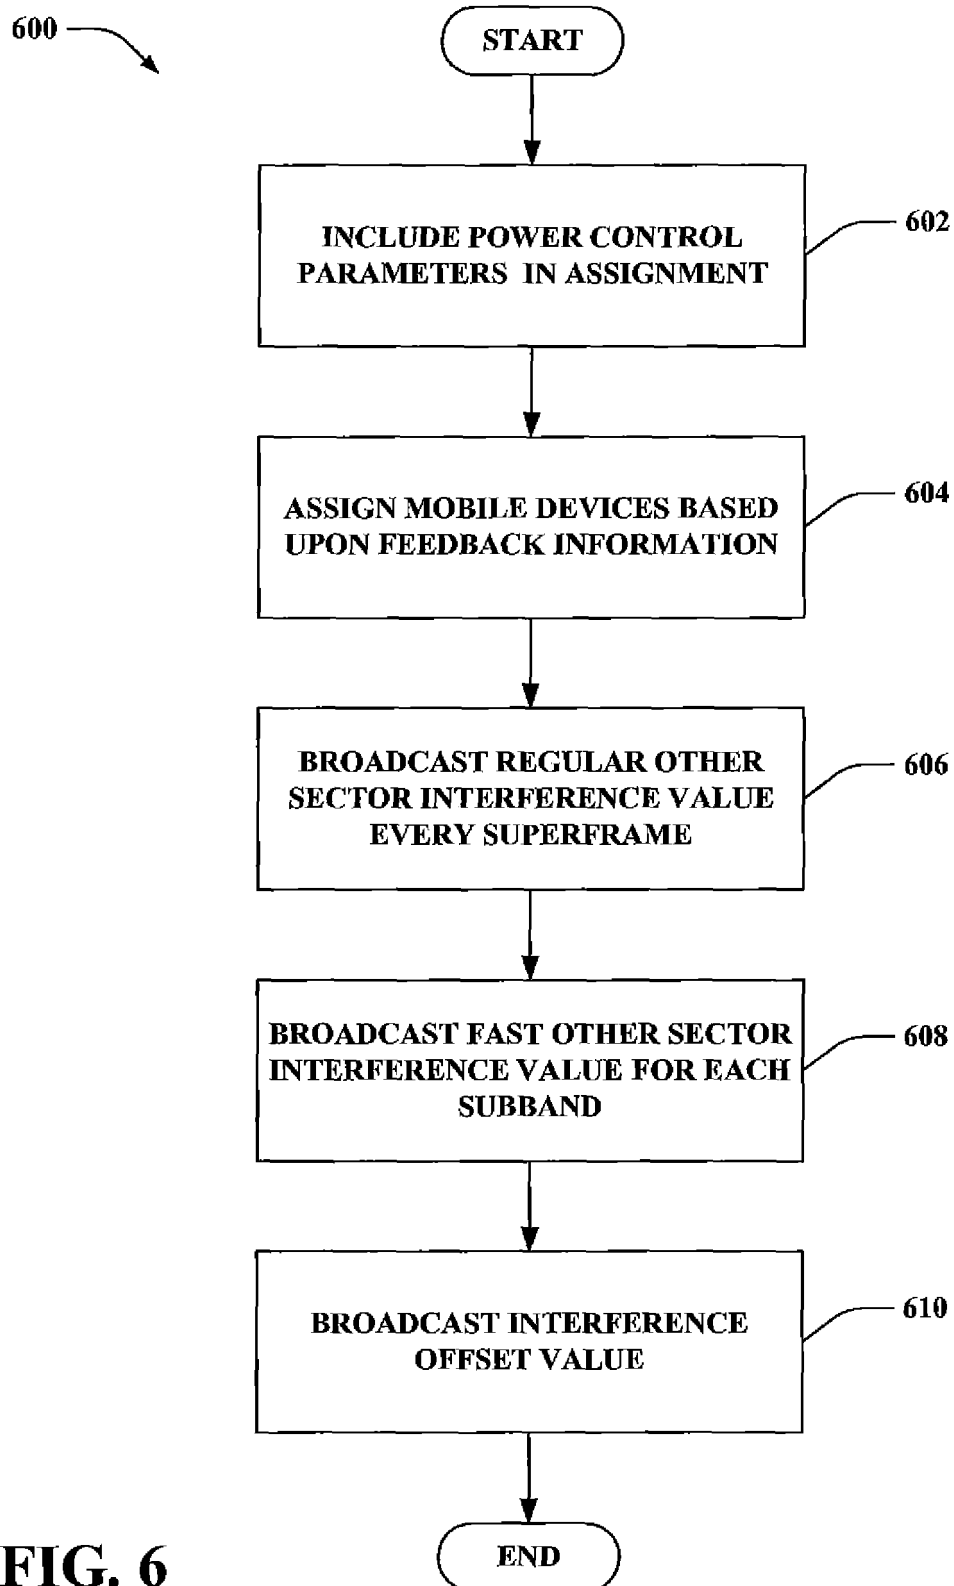 600
START
INCLUDE POWER CONTROL
PARAMETERS IN ASSIGNMENT
602
ASSIGN MOBILE DEVICES BASED
UPON FEEDBACK INFORMATION
604
BROADCAST REGULAR OTHER
SECTOR INTERFERENCE VALUE
EVERY SUPERFRAME
606
BROADCAST FAST OTHER SECTOR
INTERFERENCE VALUE FOR EACH
SUBBAND
608
BROADCAST INTERFERENCE
OFFSET VALUE
610
END
FIG. 6